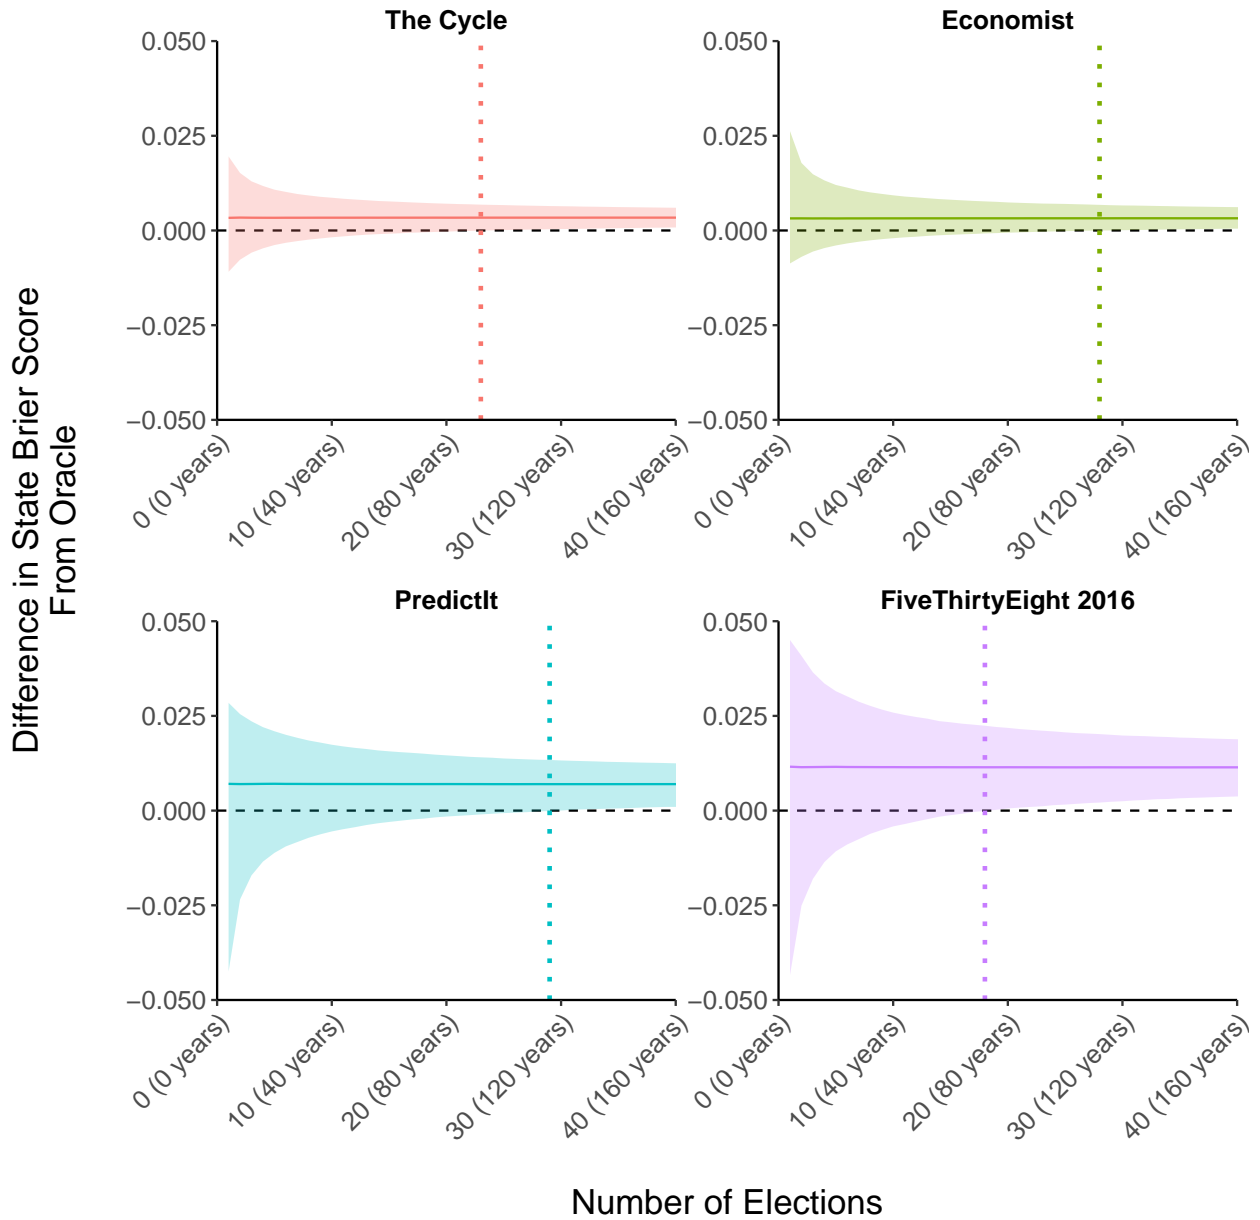 The Cycle
Economist
0.050
0.025
0.000
−0.025
−0.050
0 (0 years)
10 (40 years)
20 (80 years)
30 (120 years)
40 (160 years)
0.050
0.025
0.000
−0.025
−0.050
0 (0 years)
10 (40 years)
20 (80 years)
30 (120 years)
40 (160 years)
PredictIt
FiveThirtyEight 2016
0.050
0.025
0.000
−0.025
−0.050
0 (0 years)
10 (40 years)
20 (80 years)
30 (120 years)
40 (160 years)
0.050
0.025
0.000
−0.025
−0.050
0 (0 years)
10 (40 years)
20 (80 years)
30 (120 years)
40 (160 years)
Difference in State Brier Score
From Oracle
Number of Elections